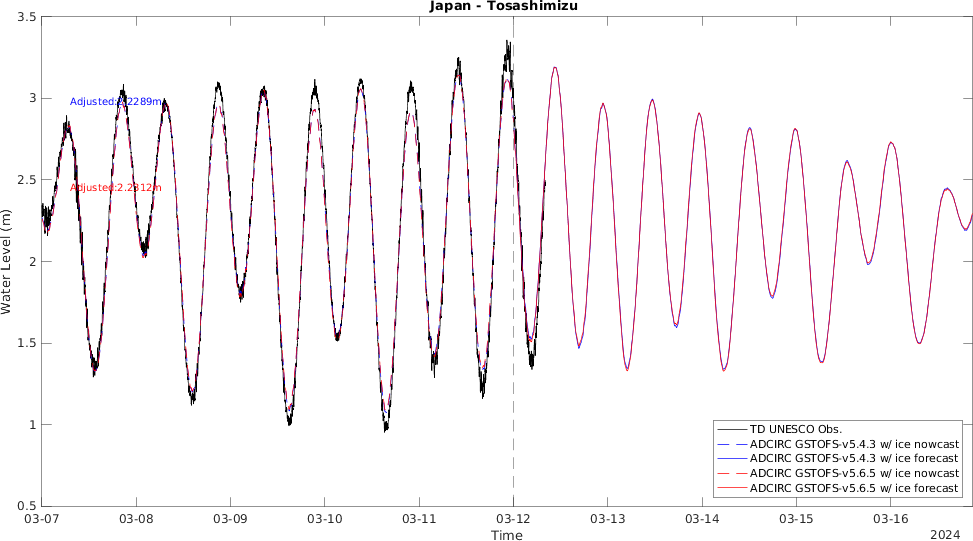 Japan - Tosashimizu
3.5
3
2.5
2
1.5
1
0.5
Water Level (m)
Adjusted:2.2289m
Adjusted:2.2312m
TD UNESCO Obs.
ADCIRC GSTOFS-v5.4.3 w/ ice nowcast
ADCIRC GSTOFS-v5.4.3 w/ ice forecast
ADCIRC GSTOFS-v5.6.5 w/ ice nowcast
ADCIRC GSTOFS-v5.6.5 w/ ice forecast
03-07 03-08 03-09 03-10 03-11 03-12 03-13 03-14 03-15 03-16
Time
2024